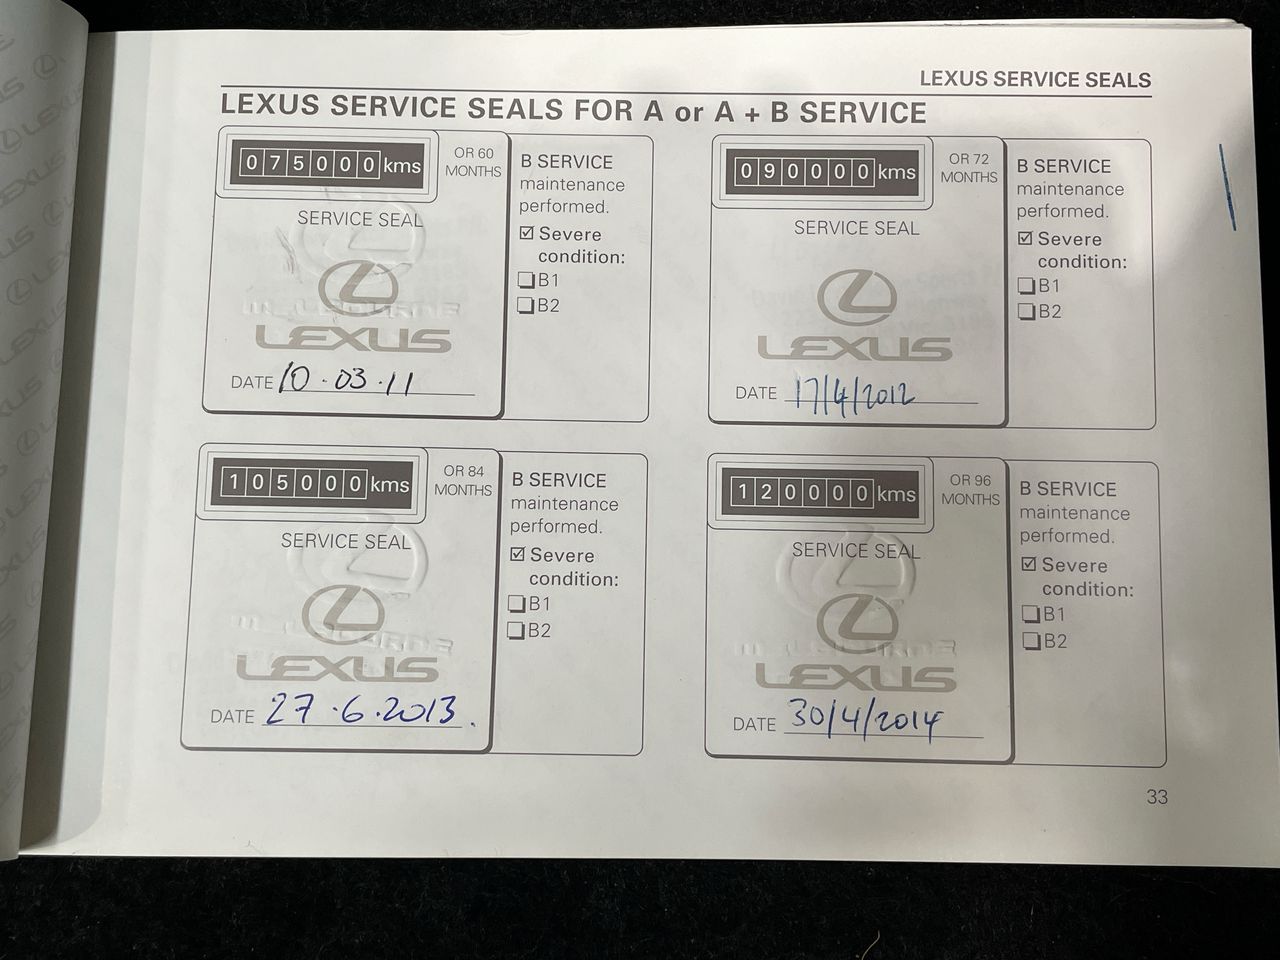 LEXUS SERVICE SEALS
LEXUS SERVICE SEALS FOR A or A + B SERVICE
075000 kms
OR 60
MONTHS
SERVICE SEAL
MELBOURNE
LEXUS
DATE 10·03·11
B SERVICE
maintenance
performed.
☑ Severe
condition:
❏ B1
❏ B2
090000 kms
OR 72
MONTHS
SERVICE SEAL
LEXUS
DATE 17/4/2012
B SERVICE
maintenance
performed.
☑ Severe
condition:
❏ B1
❏ B2
105000 kms
OR 84
MONTHS
SERVICE SEAL
MELBOURNE
LEXUS
DATE 27·6·2013.
B SERVICE
maintenance
performed.
☑ Severe
condition:
❏ B1
❏ B2
120000 kms
OR 96
MONTHS
SERVICE SEAL
MELBOURNE
LEXUS
DATE 30/4/2014
B SERVICE
maintenance
performed.
☑ Severe
condition:
❏ B1
❏ B2
33